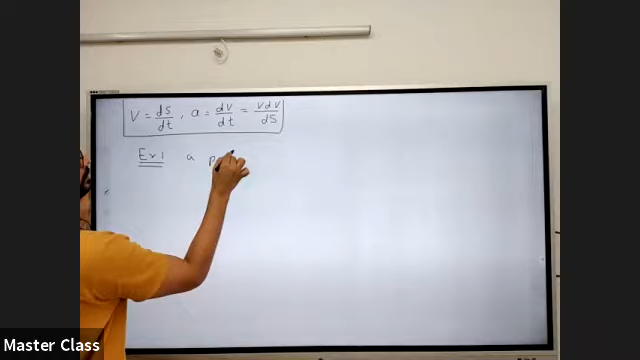 V = ds/dt , a = dV/dt = VdV/dS
Ex 1 a
Master Class